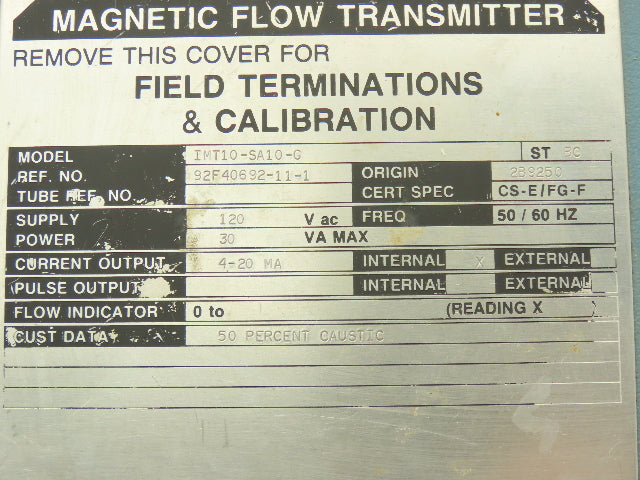 MAGNETIC FLOW TRANSMITTER
REMOVE THIS COVER FOR
FIELD TERMINATIONS
& CALIBRATION
MODEL IMT10-SA10-G ST
REF. NO. 92F40692-11-1 ORIGIN 2B9250
TUBE REF. NO. CERT SPEC CS-E/FG-F
SUPPLY 120 V ac FREQ 50 / 60 HZ
POWER 30 VA MAX
CURRENT OUTPUT 4-20 MA INTERNAL X EXTERNAL
PULSE OUTPUT INTERNAL EXTERNAL
FLOW INDICATOR 0 to (READING X )
CUST DATA 50 PERCENT CAUSTIC